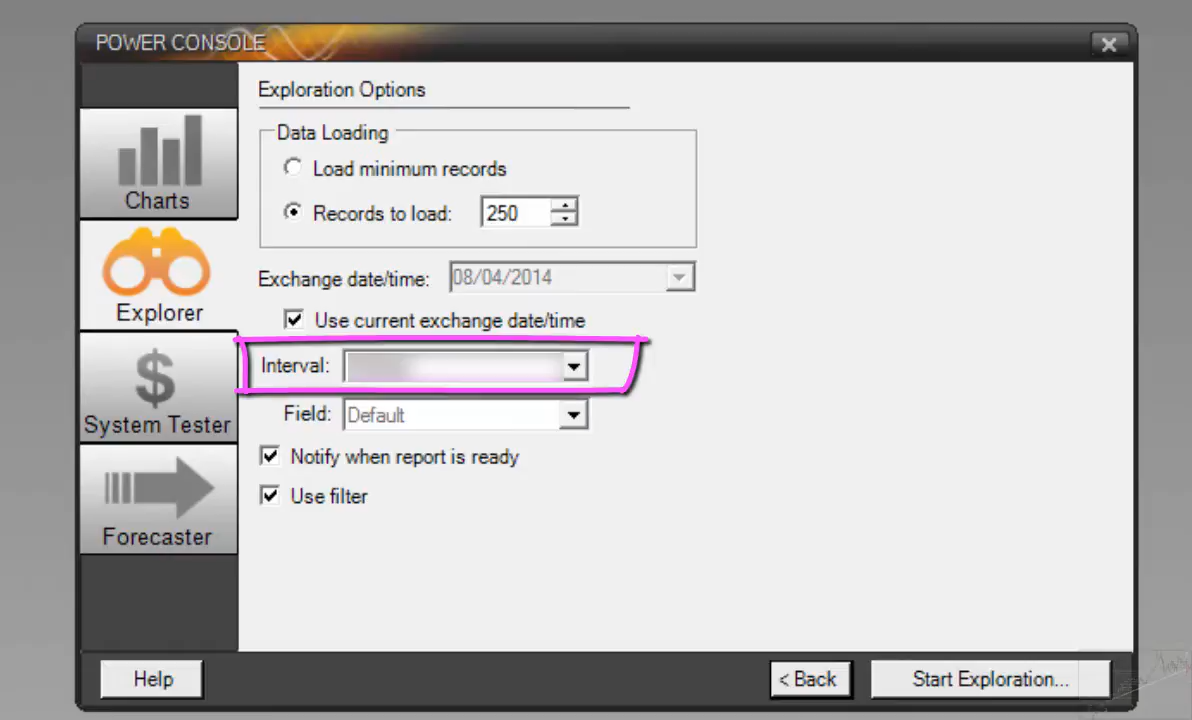 POWER CONSOLE
Exploration Options
Data Loading
Load minimum records
Records to load: 250
Exchange date/time: 08/04/2014
Use current exchange date/time
Interval:
Field: Default
Notify when report is ready
Use filter
Charts
Explorer
$
System Tester
Forecaster
Help
< Back
Start Exploration...